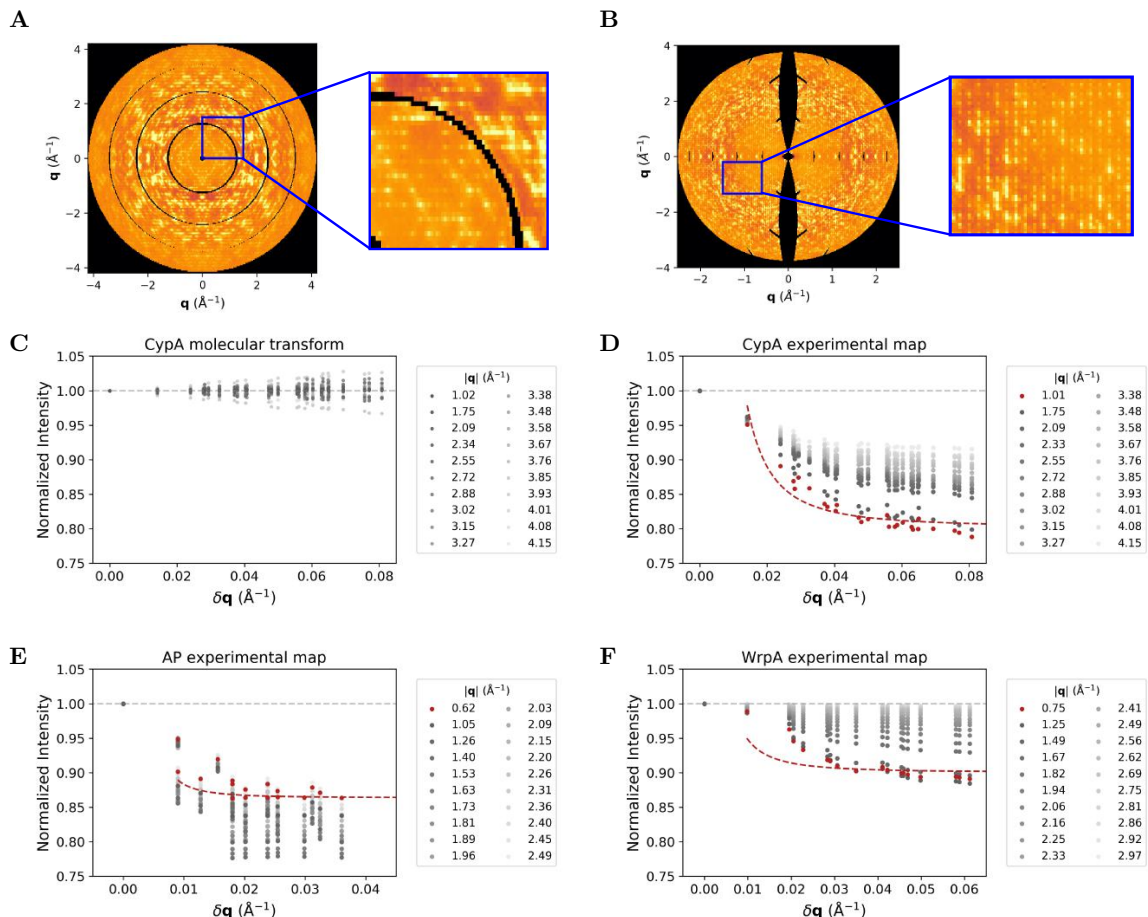 A
4
2
0
−2
−4
q (Å⁻¹)
−4 −2 0 2 4
q (Å⁻¹)
B
4
2
0
−2
−4
q (Å⁻¹)
−2 −1 0 1 2
q (Å⁻¹)
C
CypA molecular transform
1.05
1.00
0.95
0.90
0.85
0.80
0.75
Normalized Intensity
0.00 0.02 0.04 0.06 0.08
δq (Å⁻¹)
|q| (Å⁻¹)
1.02 3.38
1.75 3.48
2.09 3.58
2.34 3.67
2.55 3.76
2.72 3.85
2.88 3.93
3.02 4.01
3.15 4.08
3.27 4.15
D
CypA experimental map
1.05
1.00
0.95
0.90
0.85
0.80
0.75
Normalized Intensity
0.00 0.02 0.04 0.06 0.08
δq (Å⁻¹)
|q| (Å⁻¹)
1.01 3.38
1.75 3.48
2.09 3.58
2.33 3.67
2.55 3.76
2.72 3.85
2.88 3.93
3.02 4.01
3.15 4.08
3.27 4.15
E
AP experimental map
1.05
1.00
0.95
0.90
0.85
0.80
0.75
Normalized Intensity
0.00 0.01 0.02 0.03 0.04
δq (Å⁻¹)
|q| (Å⁻¹)
0.62 2.03
1.05 2.09
1.26 2.15
1.40 2.20
1.53 2.26
1.63 2.31
1.73 2.36
1.81 2.40
1.89 2.45
1.96 2.49
F
WrpA experimental map
1.05
1.00
0.95
0.90
0.85
0.80
0.75
Normalized Intensity
0.00 0.01 0.02 0.03 0.04 0.05 0.06
δq (Å⁻¹)
|q| (Å⁻¹)
0.75 2.41
1.25 2.49
1.49 2.56
1.67 2.62
1.82 2.69
1.94 2.75
2.06 2.81
2.16 2.86
2.25 2.92
2.33 2.97